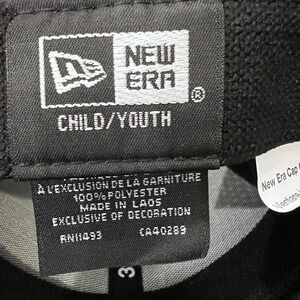 NEW
ERA
®
CHILD/YOUTH
À L'EXCLUSION DE LA GARNITURE
100% POLYESTER
MADE IN LAOS
EXCLUSIVE OF DECORATION
RN11493 CA40289
New Era Cap
3